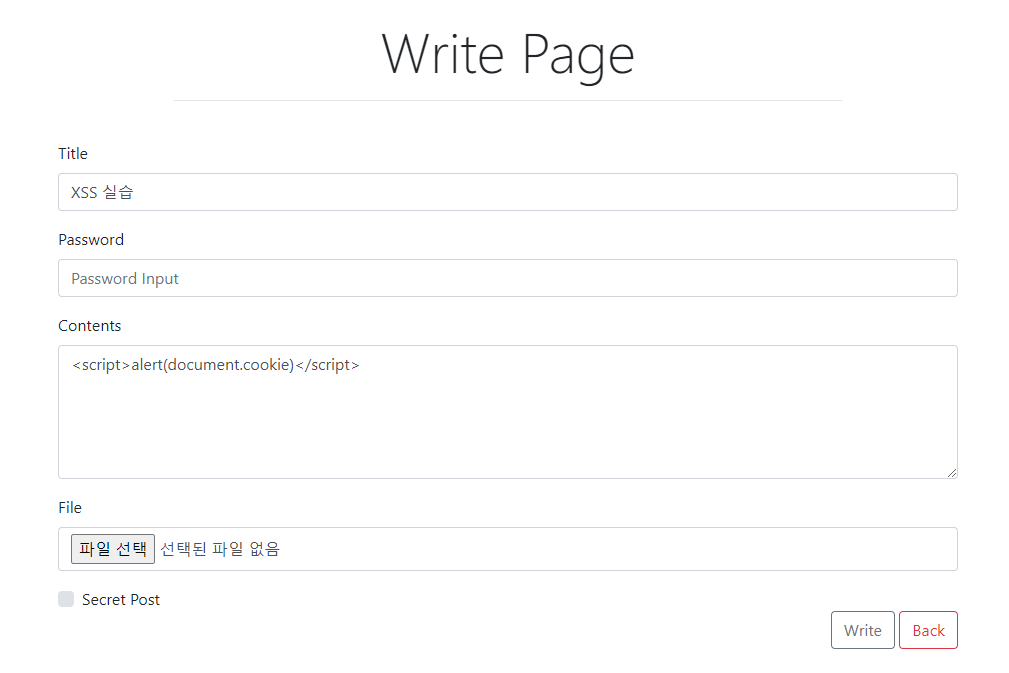 Write Page
Title
XSS 실습
Password
Password Input
Contents
<script>alert(document.cookie)</script>
File
파일 선택 선택된 파일 없음
Secret Post
Write Back